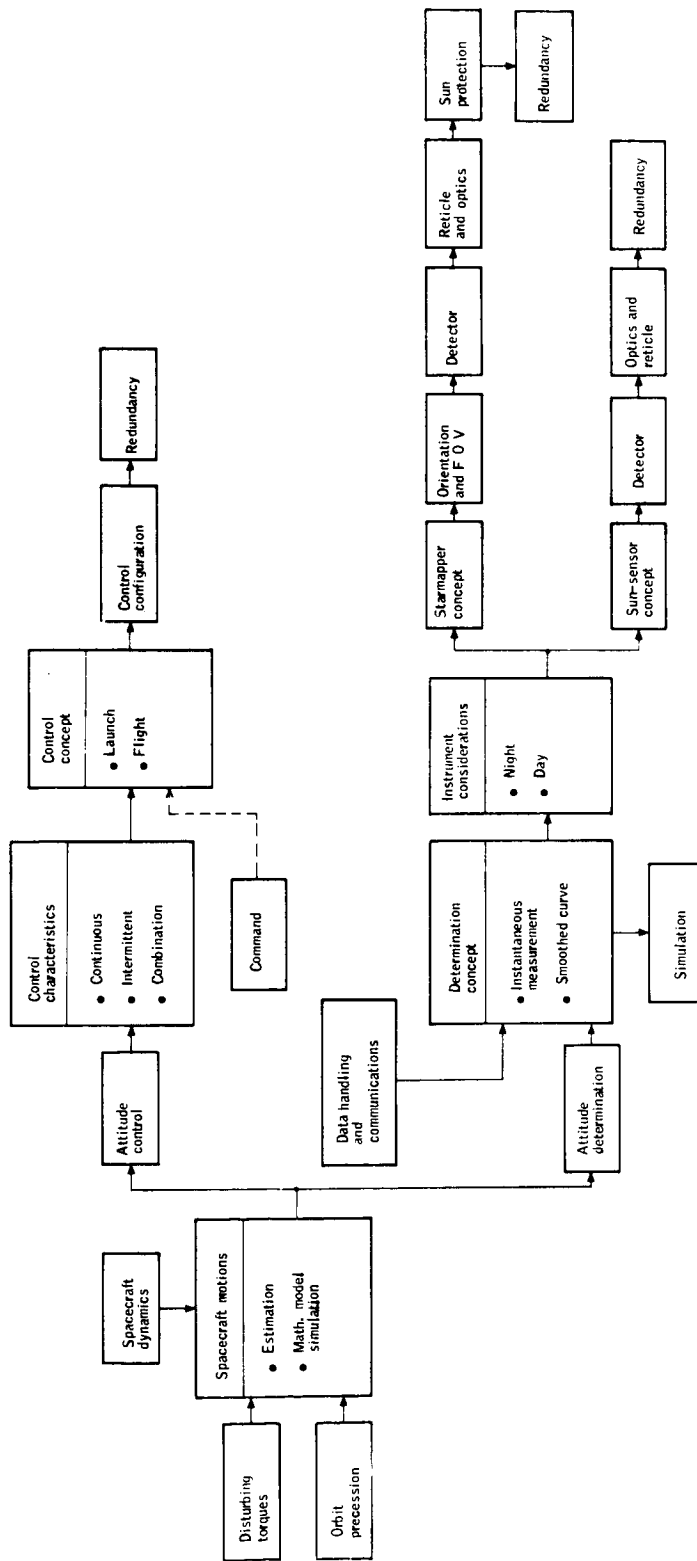 Disturbing
torques
Orbit
precession
Spacecraft
dynamics
Spacecraft motions
● Estimation
● Math. model
simulation
Attitude
control
Control
characteristics
● Continuous
● Intermittent
● Combination
Command
Control
concept
● Launch
● Flight
Control
configuration
Redundancy
Data handling
and
communications
Attitude
determination
Determination
concept
● Instantaneous
measurement
● Smoothed curve
Simulation
Instrument
considerations
● Night
● Day
Starmapper
concept
Orientation
and F O V
Detector
Reticle
and optics
Sun
protection
Redundancy
Sun-sensor
concept
Detector
Optics and
reticle
Redundancy